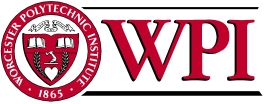 WORCESTER POLYTECHNIC INSTITUTE
· 1865 ·
WPI